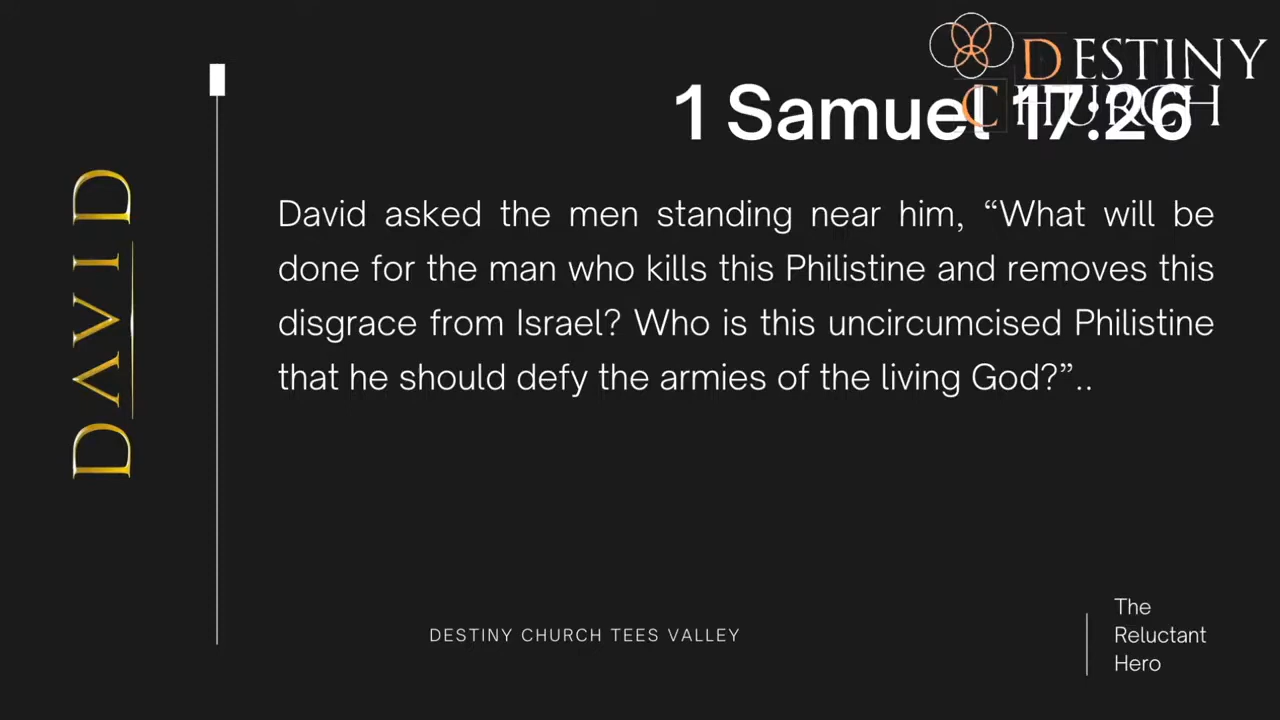 DESTINY
CHURCH
1 Samuel 17:26
DAVID
David asked the men standing near him, “What will be
done for the man who kills this Philistine and removes this
disgrace from Israel? Who is this uncircumcised Philistine
that he should defy the armies of the living God?”..
DESTINY CHURCH TEES VALLEY
The
Reluctant
Hero